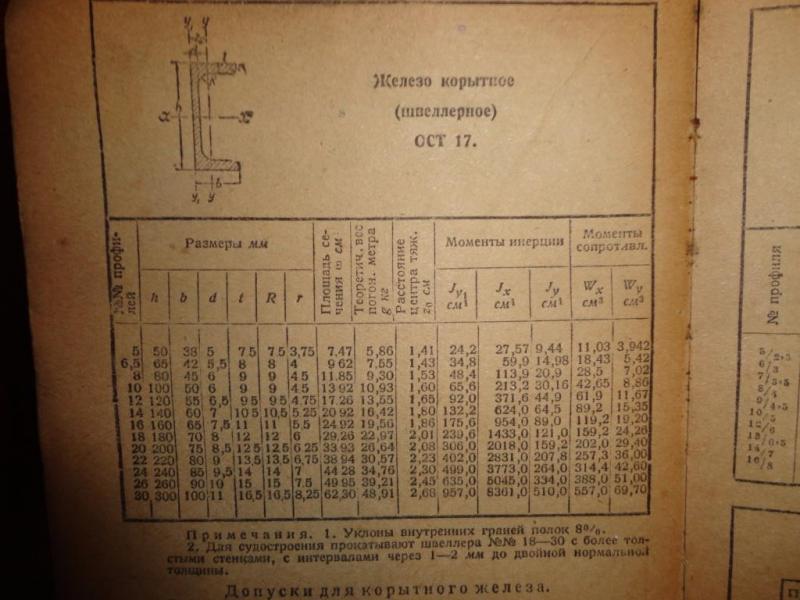 Железо корытное
(швеллерное)
ОСТ 17.
№№ профилей
Размеры мм
Площадь сечения ω см
Теоретич. вес погон. метра g кг
Расстояние центра тяж. z₀ см
Моменты инерции
Моменты сопротивл.
h b d t R r
Jy₁ см⁴ Jx см⁴ Jy см⁴ Wx см³ Wy см³
5 50 38 5 7.5 7.5 3,75 7.47 5,86 1,41 24,2 27,57 9,44 11,03 3,942
6,5 65 42 5,5 8 8 4 9 62 7,55 1,43 34,8 59,9 14,98 18,43 5,42
8 80 45 6 9 9 4 5 11.85 9,30 1,53 48,4 113,9 20,9 28,5 7,02
10 100 50 6 9 9 4.5 13 92 10,93 1,60 65,6 213,2 30,16 42,65 8,86
12 120 55 6,5 9 5 9 5 4.75 17.26 13,55 1,65 92,0 371,6 44,9 61,9 11,67
14 140 60 7 10 5 10,5 5.25 20 92 16,42 1,80 132,2 624,0 64,5 89,2 15,35
16 160 65 7,5 11 11 5,5 24.92 19,56 1,86 175,6 954,0 89,0 119,2 19,20
18 180 70 8 12 12 6 29,26 22,97 2,01 239,6 1433,0 121,0 159,2 24,26
20 200 75 8,5 12 5 12 5 6 25 33.93 26,64 2,08 306,0 2018,0 159,2 202,0 29,40
22 220 80 9 13,5 13,5 6,75 38 94 30,57 2,23 402,0 2831,0 207,8 257,3 36,00
24 240 85 9,5 14 14 7 44 28 34,76 2,30 499,0 3773,0 264,0 314,4 42,60
26 260 90 10 15 15 7.5 49 95 39,21 2,45 635,0 5045,0 334,0 388,0 51,00
30 300 100 11 16,5 16,5 8,25 62,30 48,91 2,68 957,0 8361,0 510,0 557,0 69,70
Примечания. 1. Уклоны внутренних граней полок 8%.
2. Для судостроения прокатывают швеллера №№ 18—30 с более тол-
стыми стенками, с интервалами через 1—2 мм до двойной нормальной
толщины.
Допуски для корытного железа.
№ профиля